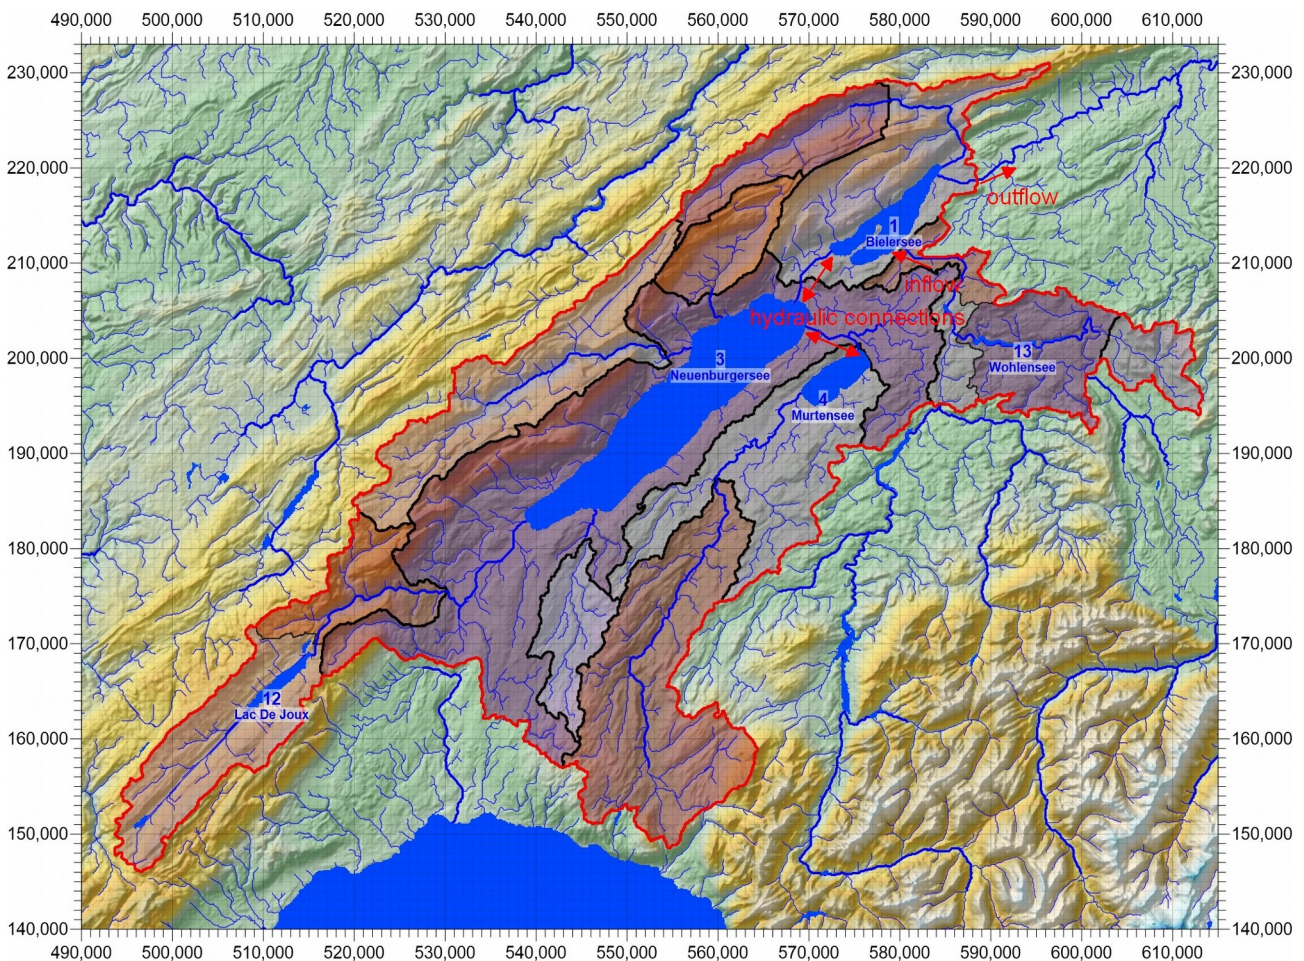 490,000 500,000 510,000 520,000 530,000 540,000 550,000 560,000 570,000 580,000 590,000 600,000 610,000
230,000 230,000
220,000 220,000
outflow
1
Bielersee
210,000 210,000
inflow
hydraulic connections
200,000 200,000
3
Neuenburgersee
13
Wohlensee
4
Murtensee
190,000 190,000
180,000 180,000
170,000 170,000
12
Lac De Joux
160,000 160,000
150,000 150,000
140,000 140,000
490,000 500,000 510,000 520,000 530,000 540,000 550,000 560,000 570,000 580,000 590,000 600,000 610,000